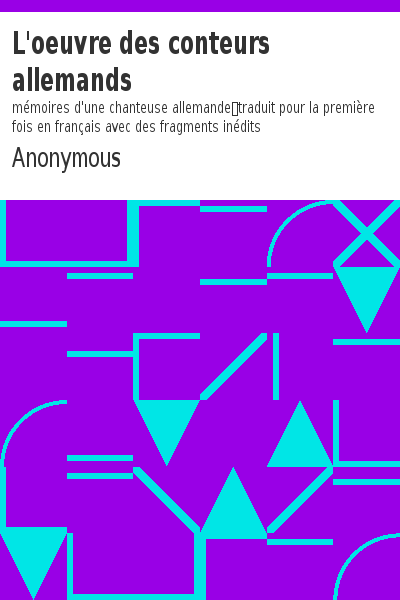 L'oeuvre des conteurs
allemands
mémoires d'une chanteuse allemande▯traduit pour la première
fois en français avec des fragments inédits
Anonymous